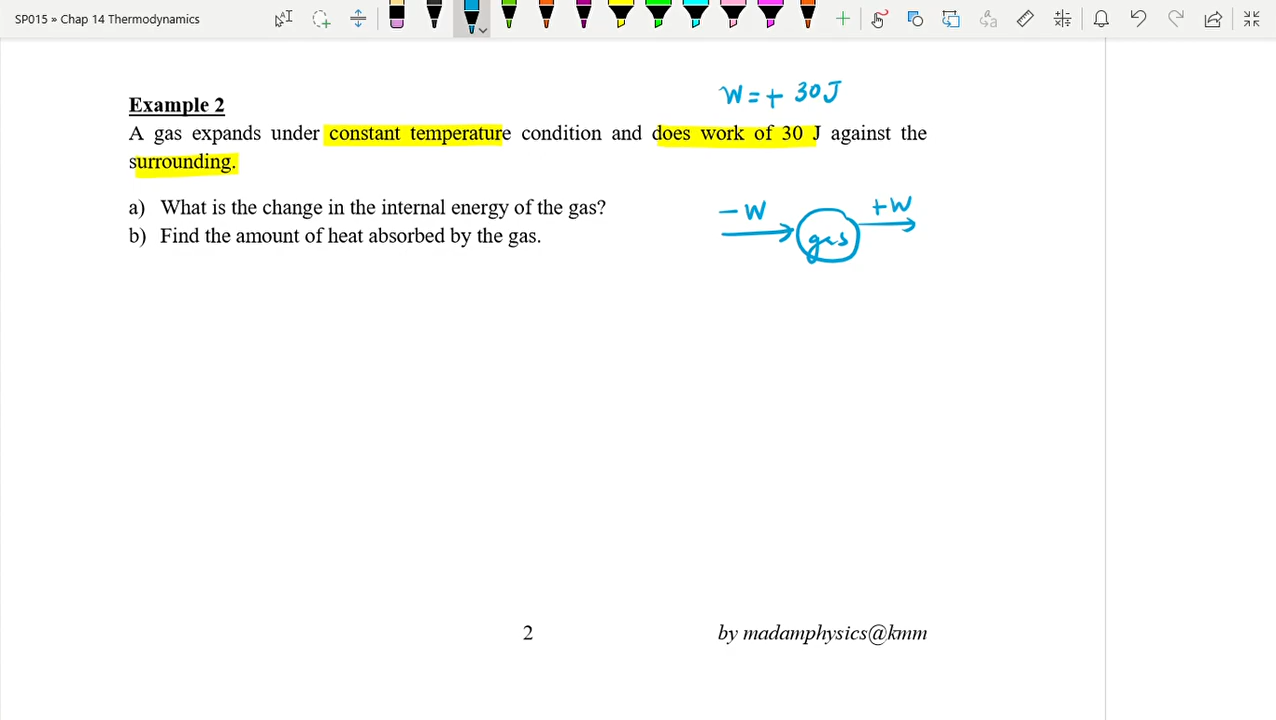 SP015 » Chap 14 Thermodynamics
W = + 30J
Example 2
A gas expands under constant temperature condition and does work of 30 J against the
surrounding.
a) What is the change in the internal energy of the gas?
b) Find the amount of heat absorbed by the gas.
- W
+W
gas
2
by madamphysics@kmm